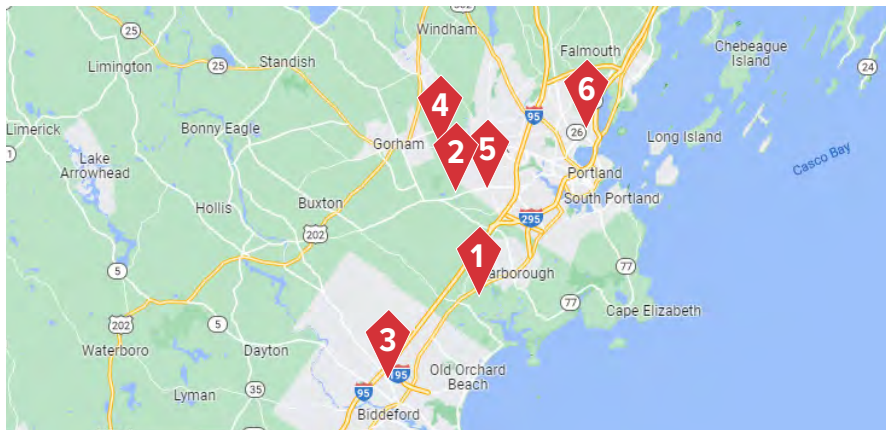 302
25
Windham
Falmouth
Chebeague
Island
Limington
25
Standish
24
6
4
95
26
Limerick
Bonny Eagle
Gorham
2
5
Long Island
Casco Bay
Lake
Arrowhead
Portland
South Portland
Hollis
Buxton
202
295
1
arborough
5
77
77
Cape Elizabeth
202
5
3
Waterboro
Dayton
Old Orchard
Beach
195
95
Lyman
35
Biddeford